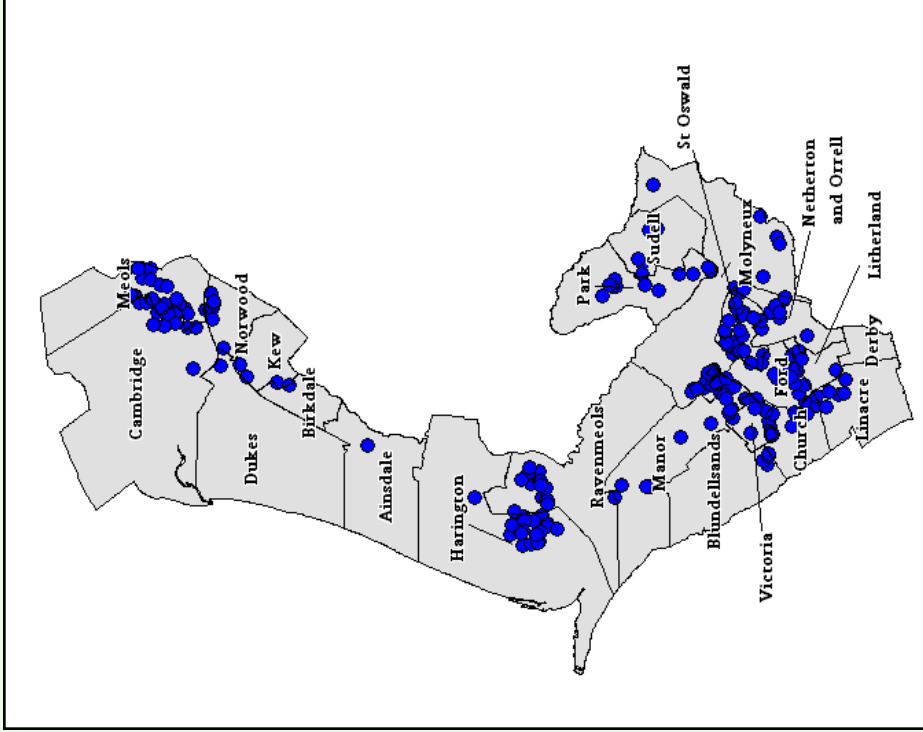 Meols
Cambridge
Norwood
Kew
Dukes
Birkdale
Ainsdale
Harington
Ravenmeols
Manor
Blundellsands
Victoria
Park
Sudell
St Oswald
Molyneux
Netherton
and Orrell
Litherland
Ford
Church
Derby
Linacre